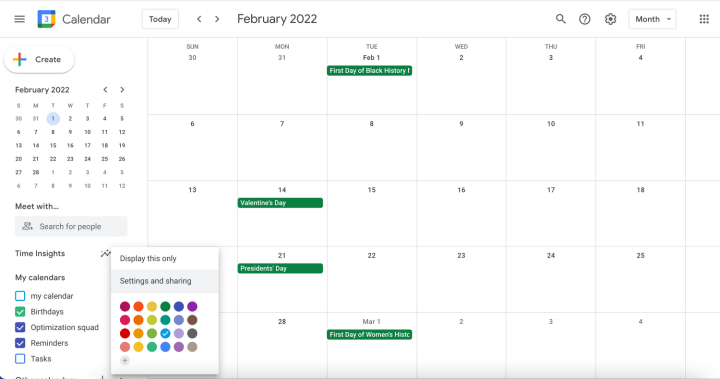 3 Calendar Today February 2022 Month
Create
SUN MON TUE WED THU FRI
30 31 Feb 1 2 3 4
First Day of Black History
6 7 8 9 10 11
13 14 15 16 17 18
Valentine's Day
21 22 23 24 25
Presidents' Day
28 Mar 1 2 3 4
First Day of Women's Histo
February 2022
S M T W T F S
30 31 1 2 3 4 5
6 7 8 9 10 11 12
13 14 15 16 17 18 19
20 21 22 23 24 25 26
27 28 1 2 3 4 5
6 7 8 9 10 11 12
Meet with...
Search for people
Time Insights
My calendars
my calendar
Birthdays
Optimization squad
Reminders
Tasks
Display this only
Settings and sharing